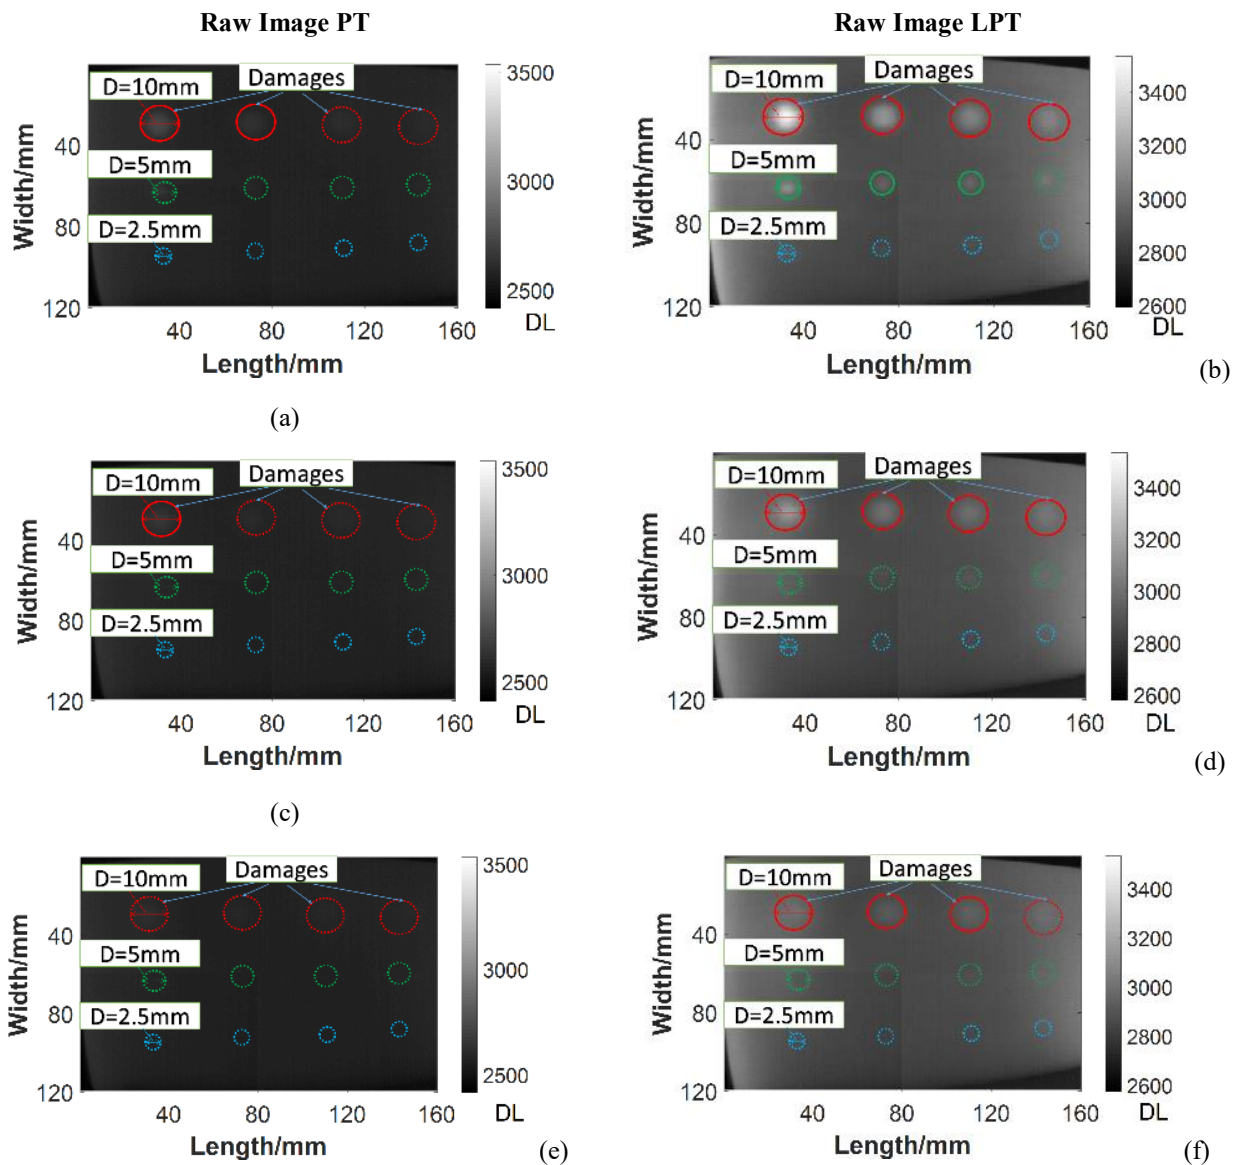 Raw Image PT
Raw Image LPT
D=10mm
Damages
D=5mm
D=2.5mm
Width/mm
40
80
120
40
80
120
160
Length/mm
3500
3000
2500
DL
(a)
D=10mm
Damages
D=5mm
D=2.5mm
Width/mm
40
80
120
40
80
120
160
Length/mm
3400
3200
3000
2800
2600
DL
(b)
D=10mm
Damages
D=5mm
D=2.5mm
Width/mm
40
80
120
40
80
120
160
Length/mm
3500
3000
2500
DL
(c)
D=10mm
Damages
D=5mm
D=2.5mm
Width/mm
40
80
120
40
80
120
160
Length/mm
3400
3200
3000
2800
2600
DL
(d)
D=10mm
Damages
D=5mm
D=2.5mm
Width/mm
40
80
120
40
80
120
160
Length/mm
3500
3000
2500
DL
(e)
D=10mm
Damages
D=5mm
D=2.5mm
Width/mm
40
80
120
40
80
120
160
Length/mm
3400
3200
3000
2800
2600
DL
(f)